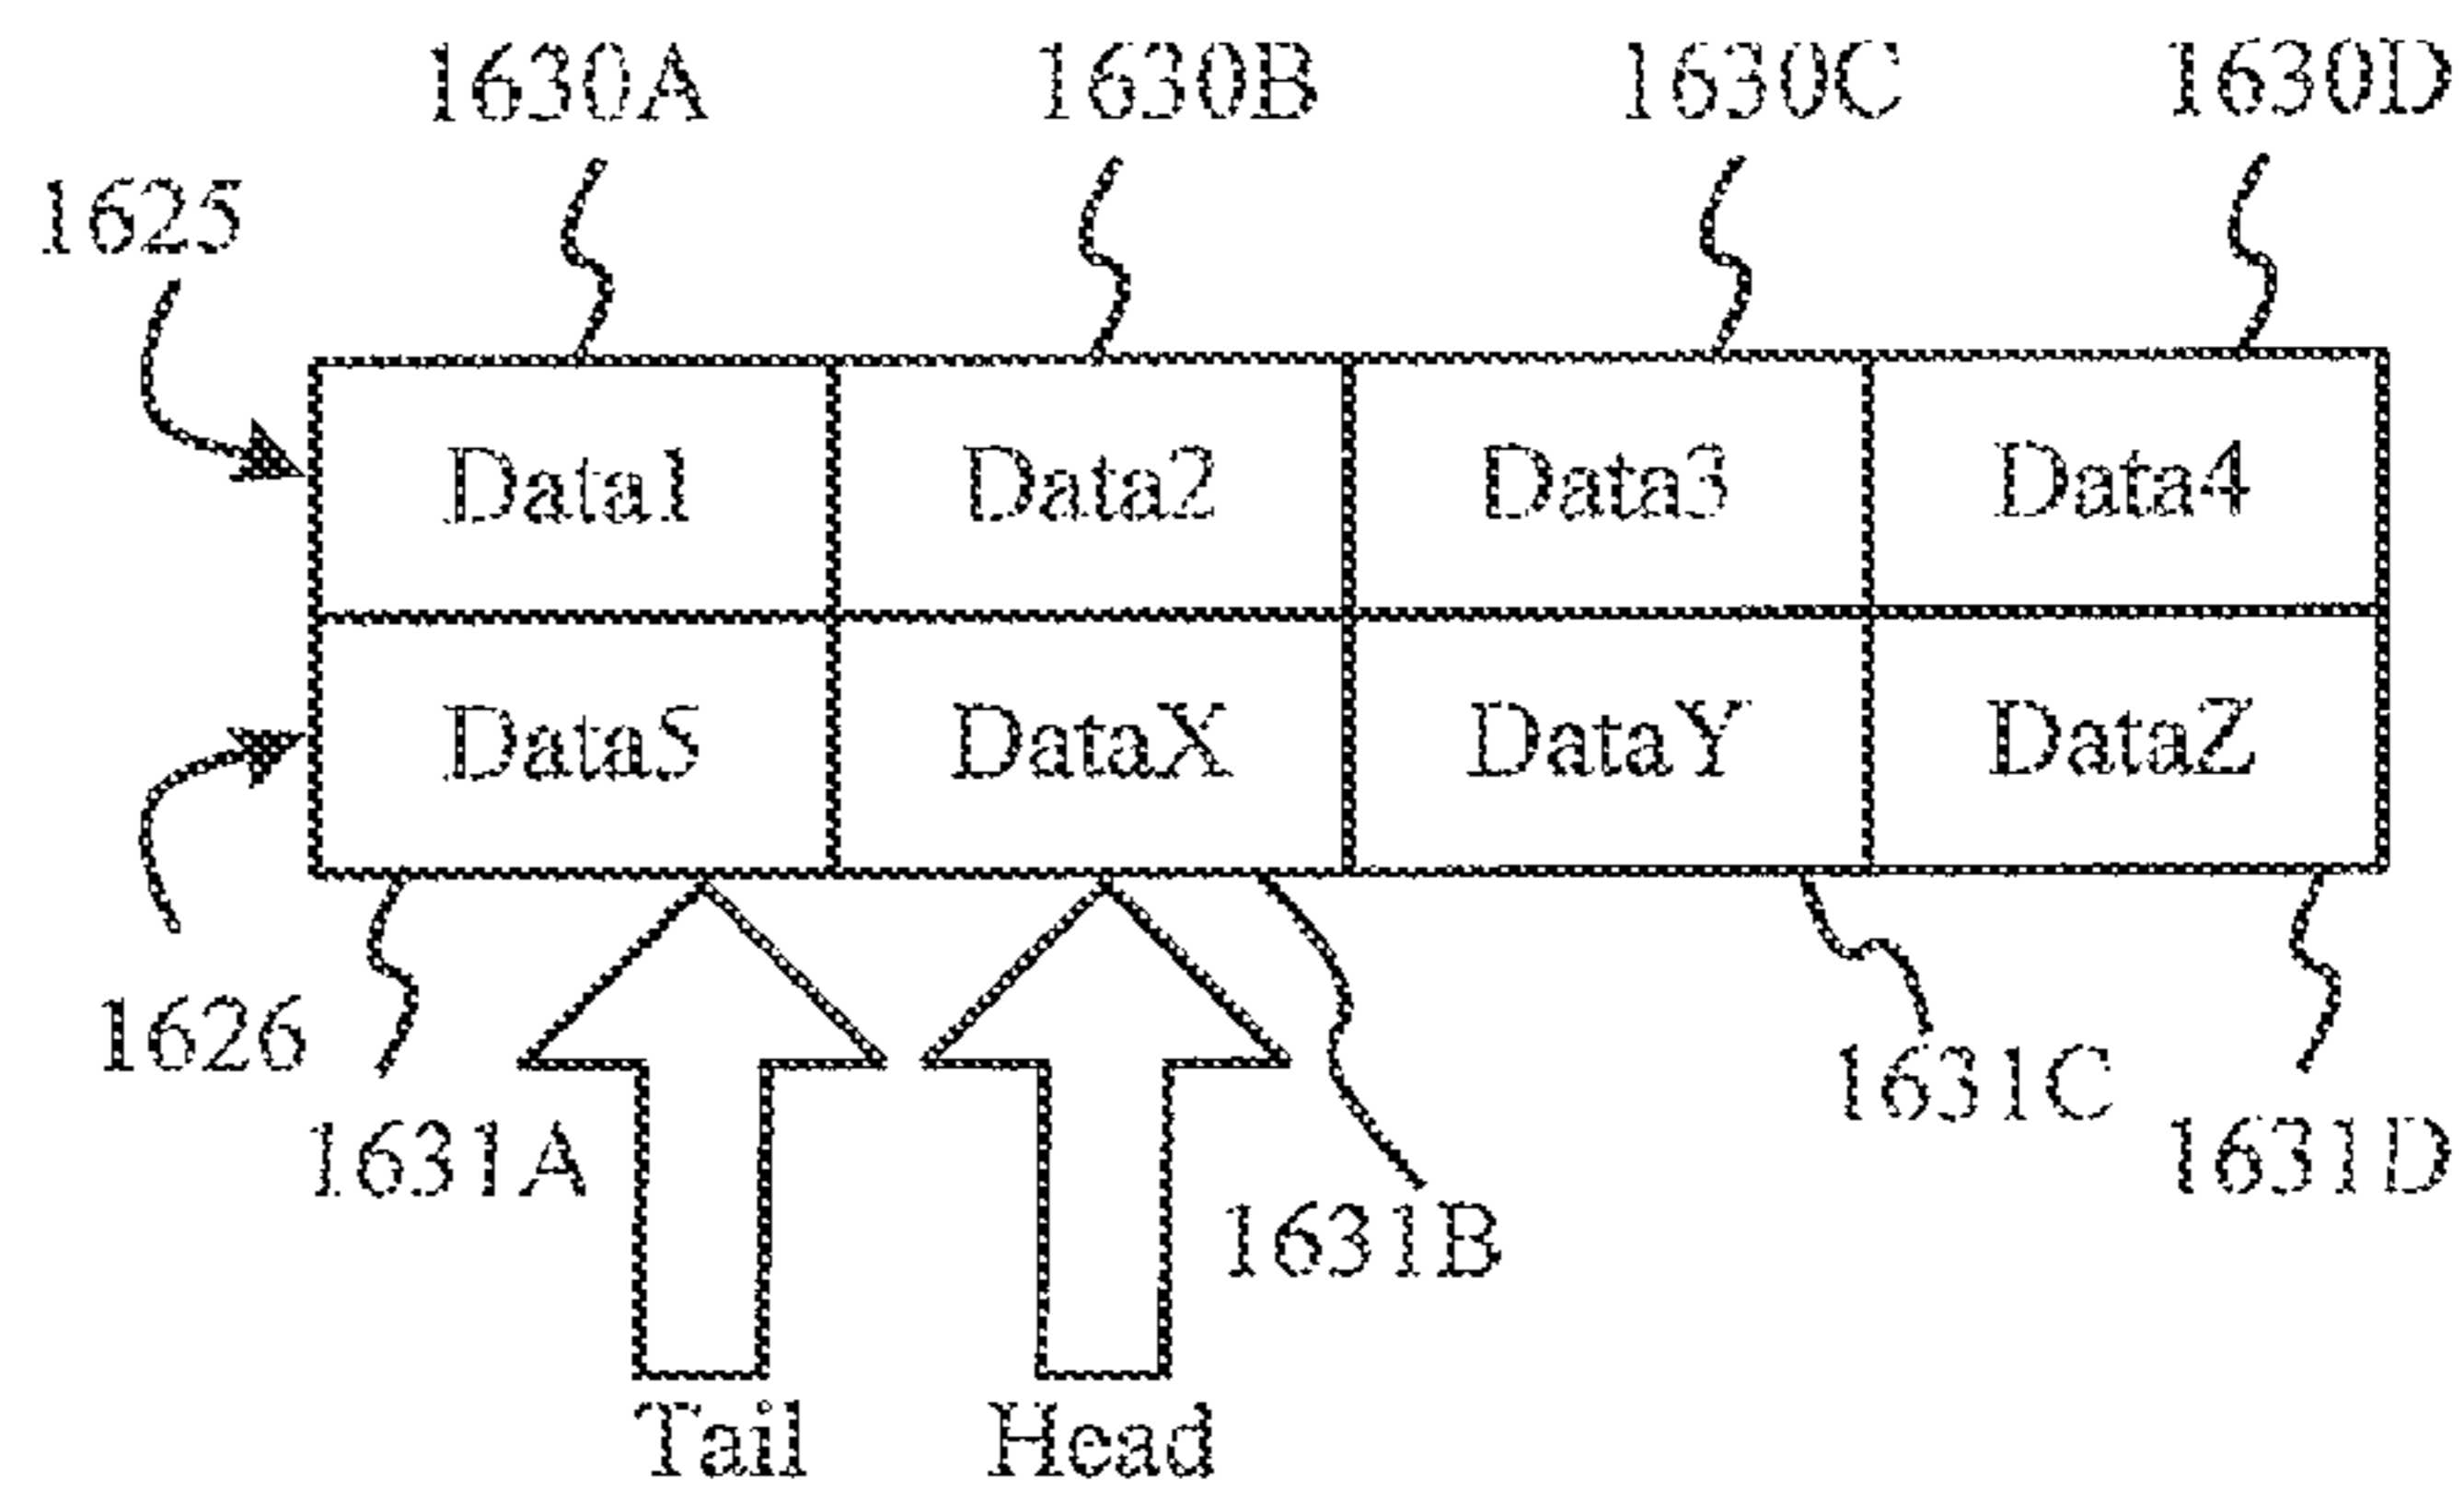 1630A 1630B 1630C 1630D
1625
Data1 Data2 Data3 Data4
Data5 DataX DataY DataZ
1626
1631A 1631B 1631C 1631D
Tail Head